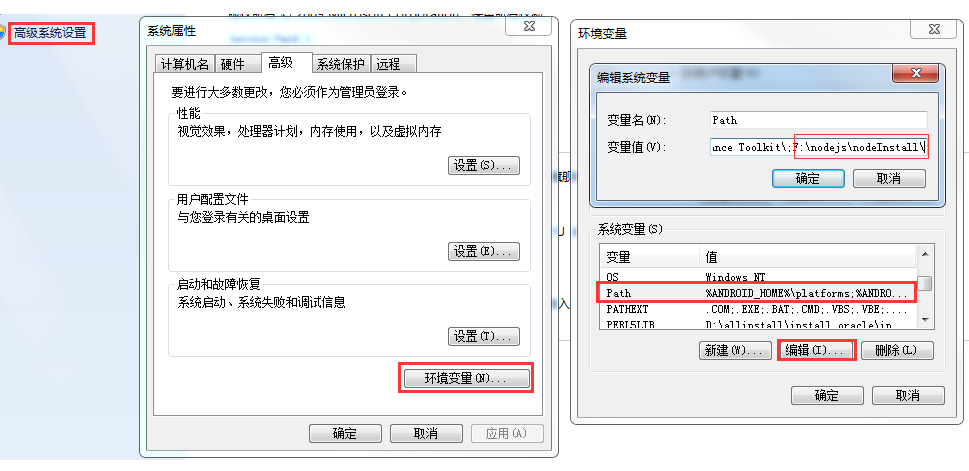 高级系统设置
系统属性
计算机名 硬件 高级 系统保护 远程
要进行大多数更改，您必须作为管理员登录。
性能
视觉效果，处理器计划，内存使用，以及虚拟内存
设置(S)...
用户配置文件
与您登录有关的桌面设置
设置(E)...
启动和故障恢复
系统启动、系统失败和调试信息
设置(T)...
环境变量(N)...
确定 取消 应用(A)
环境变量
编辑系统变量
变量名(N): Path
变量值(V): nce Toolkit\;F:\nodejs\nodeInstall\
确定 取消
系统变量(S)
变量 值
OS Windows_NT
Path %ANDROID_HOME%\platforms;%ANDRO...
PATHEXT .COM;.EXE;.BAT;.CMD;.VBS;.VBE;....
PERL5LIB D:\allinstall\install_oracle\in
新建(W)... 编辑(I)... 删除(L)
确定 取消